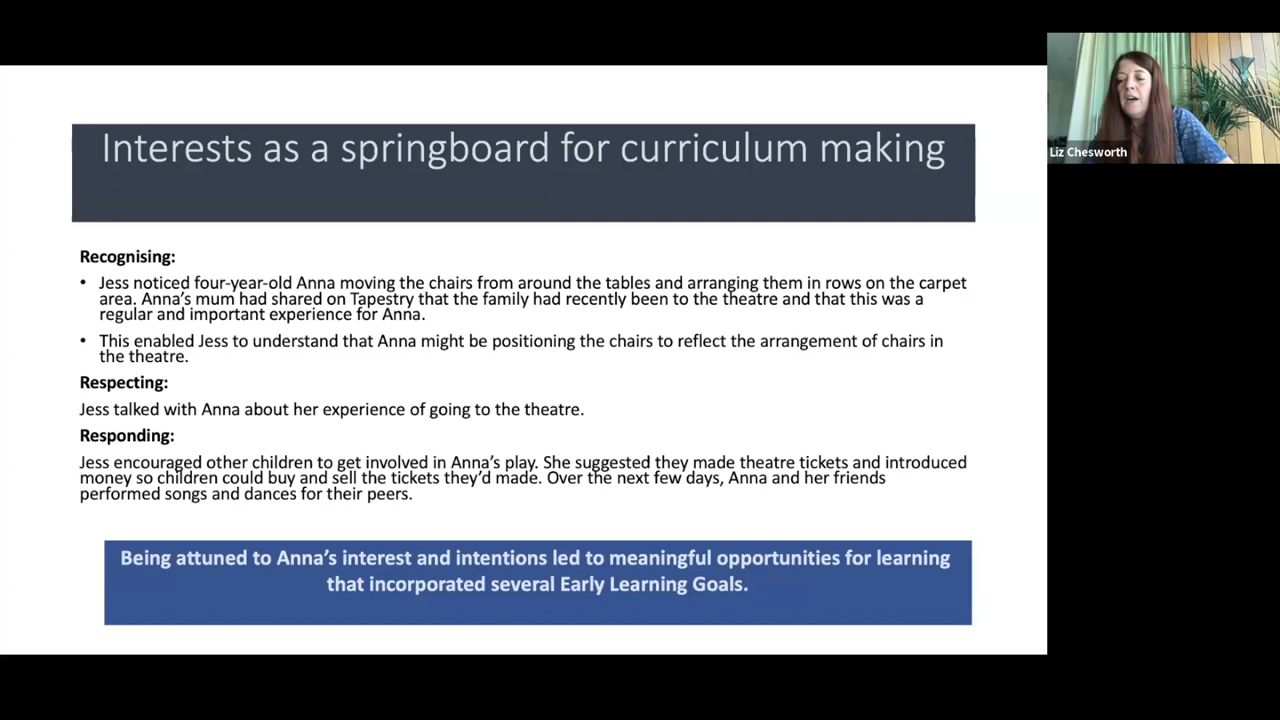 Interests as a springboard for curriculum making
Liz Chesworth
Recognising:
• Jess noticed four-year-old Anna moving the chairs from around the tables and arranging them in rows on the carpet
area. Anna’s mum had shared on Tapestry that the family had recently been to the theatre and that this was a
regular and important experience for Anna.
• This enabled Jess to understand that Anna might be positioning the chairs to reflect the arrangement of chairs in
the theatre.
Respecting:
Jess talked with Anna about her experience of going to the theatre.
Responding:
Jess encouraged other children to get involved in Anna’s play. She suggested they made theatre tickets and introduced
money so children could buy and sell the tickets they’d made. Over the next few days, Anna and her friends
performed songs and dances for their peers.
Being attuned to Anna’s interest and intentions led to meaningful opportunities for learning
that incorporated several Early Learning Goals.